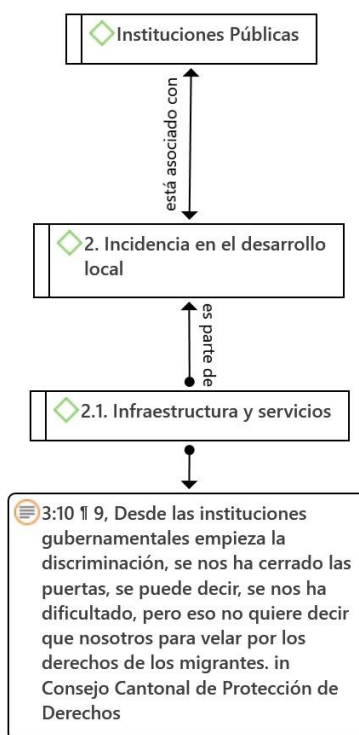 Instituciones Públicas
está asociado con
2. Incidencia en el desarrollo
local
es parte de
2.1. Infraestructura y servicios
3:10 ¶ 9, Desde las instituciones
gubernamentales empieza la
discriminación, se nos ha cerrado las
puertas, se puede decir, se nos ha
dificultado, pero eso no quiere decir
que nosotros para velar por los
derechos de los migrantes. in
Consejo Cantonal de Protección de
Derechos